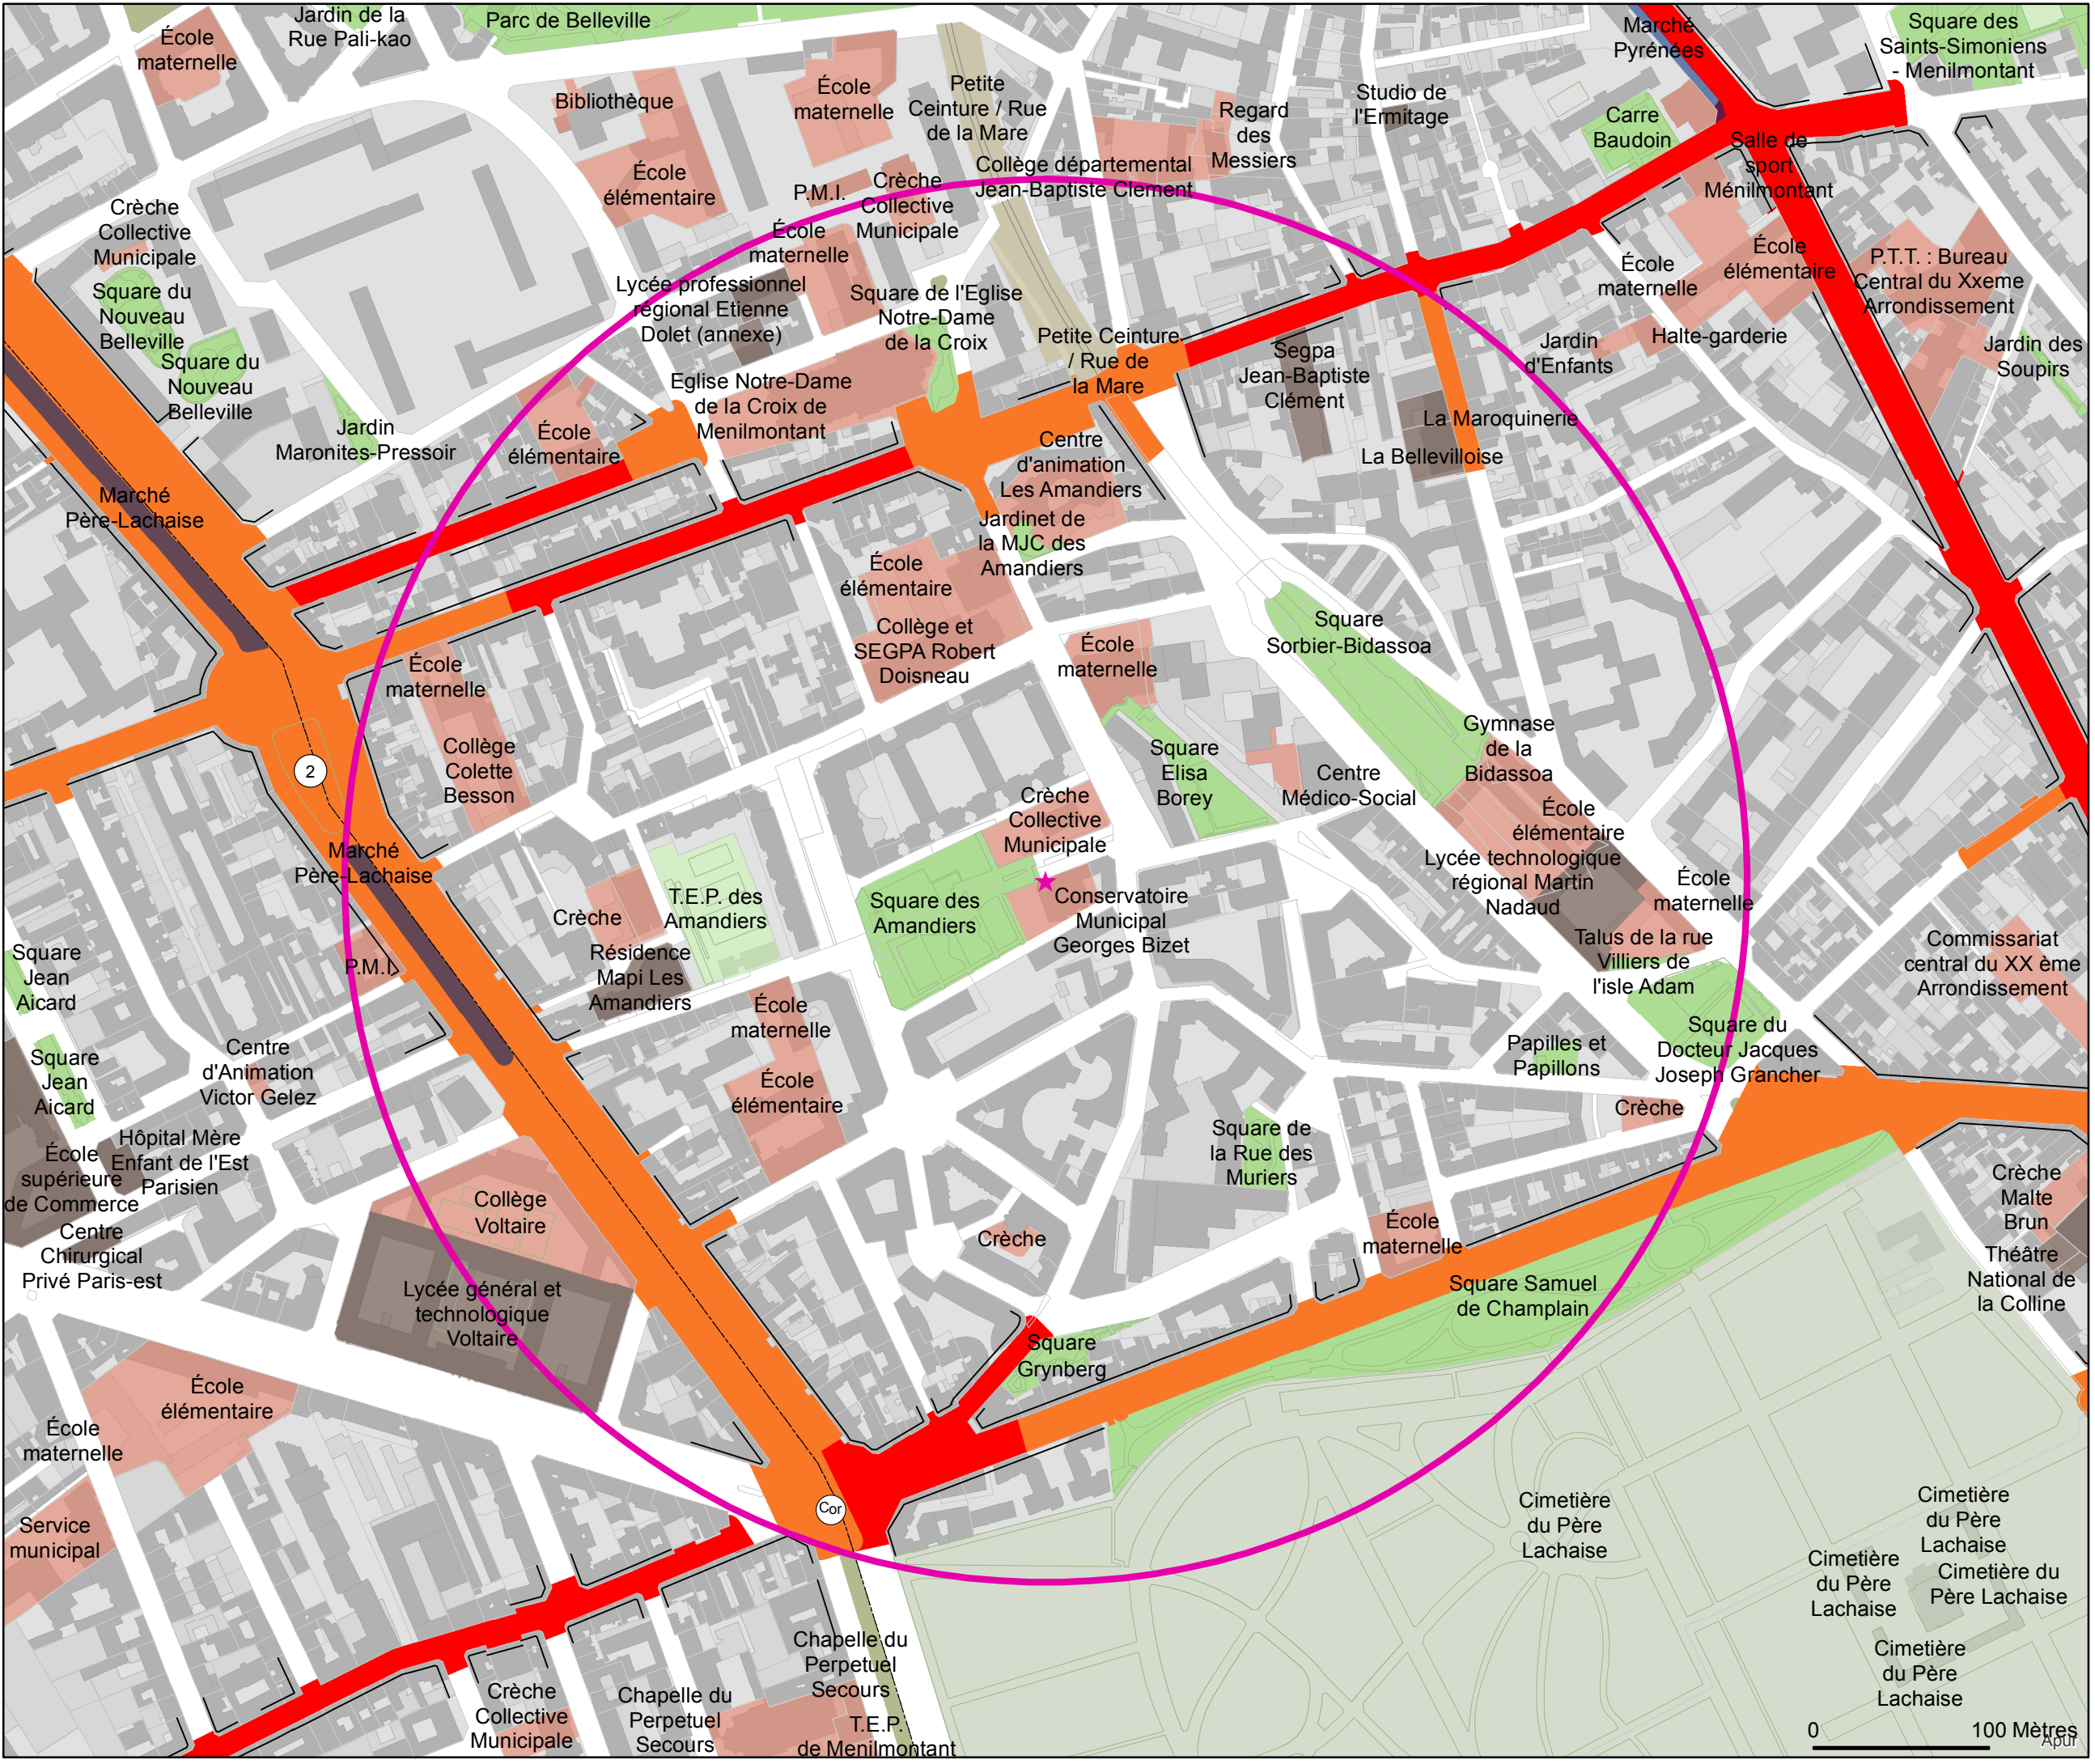 Jardin de la
Rue Pali-kao
Parc de Belleville
École
maternelle
Marché
Pyrénées
Square des
Saints-Simoniens
- Menilmontant
Bibliothèque
École
maternelle
Petite
Ceinture / Rue
de la Mare
Regard
des
Messiers
Studio de
l'Ermitage
Carre
Baudoin
Salle de
sport
Ménilmontant
École
élémentaire
P.M.I.
Crèche
Collective
Municipale
Collège départemental
Jean-Baptiste Clement
Crèche
Collective
Municipale
École
maternelle
Square du
Nouveau
Belleville
Square du
Nouveau
Belleville
Lycée professionnel
régional Etienne
Dolet (annexe)
Square de l'Eglise
Notre-Dame
de la Croix
École
maternelle
École
élémentaire
P.T.T. : Bureau
Central du Xxeme
Arrondissement
Petite Ceinture
/ Rue de
la Mare
Segpa
Jean-Baptiste
Clément
Jardin
d'Enfants
Halte-garderie
Jardin des
Soupirs
Eglise Notre-Dame
de la Croix de
Menilmontant
Jardin
Maronites-Pressoir
École
élémentaire
Centre
d'animation
Les Amandiers
La Maroquinerie
La Bellevilloise
Marché
Père-Lachaise
Jardinet de
la MJC des
Amandiers
École
élémentaire
Collège et
SEGPA Robert
Doisneau
École
maternelle
Square
Sorbier-Bidassoa
École
maternelle
Collège
Colette
Besson
2
Square
Elisa
Borey
Centre
Médico-Social
Gymnase
de la
Bidassoa
Crèche
Collective
Municipale
École
élémentaire
Lycée technologique
régional Martin
Nadaud
École
maternelle
Marché
Père-Lachaise
Crèche
T.E.P. des
Amandiers
Square des
Amandiers
Conservatoire
Municipal
Georges Bizet
P.M.I.
Résidence
Mapi Les
Amandiers
Talus de la rue
Villiers de
l'isle Adam
Commissariat
central du XX ème
Arrondissement
Square
Jean
Aicard
École
maternelle
Square du
Docteur Jacques
Joseph Grancher
Papilles et
Papillons
Square
Jean
Aicard
Centre
d'Animation
Victor Gelez
École
élémentaire
Crèche
Square de
la Rue des
Muriers
Hôpital Mère
Enfant de l'Est
Parisien
École
supérieure
de Commerce
Centre
Chirurgical
Privé Paris-est
Collège
Voltaire
Crèche
École
maternelle
Crèche
Malte
Brun
Théâtre
National de
la Colline
Lycée général et
technologique
Voltaire
Square Samuel
de Champlain
Square
Grynberg
École
élémentaire
École
maternelle
Cor
Service
municipal
Cimetière
du Père
Lachaise
Cimetière
du Père
Lachaise
Cimetière
du Père
Lachaise
Cimetière du
Père Lachaise
Cimetière
du Père
Lachaise
Chapelle du
Perpetuel
Secours
Crèche
Collective
Municipale
Chapelle du
Perpetuel
Secours
T.E.P.
de Menilmontant
0 100 Mètres
Apur